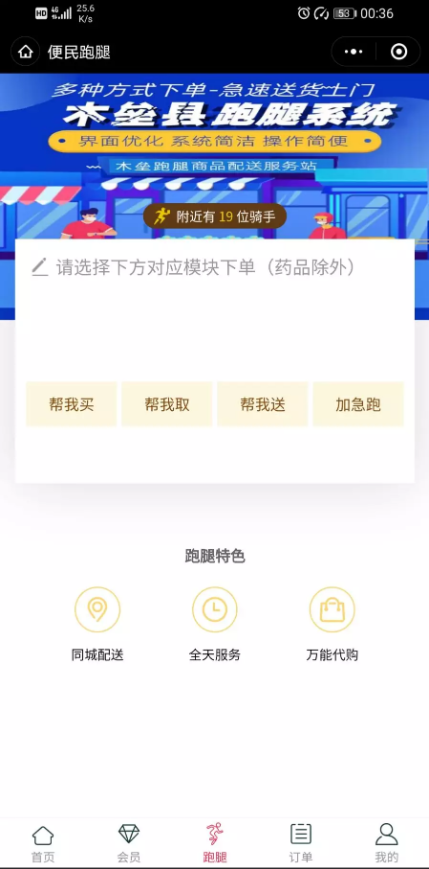 HD 4G 25.6 K/s 53 00:36
便民跑腿
多种方式下单-急速送货士门
木垒县跑腿系统
界面优化 系统简洁 操作简便
木垒跑腿商品配送服务站
附近有 19 位骑手
请选择下方对应模块下单（药品除外）
帮我买 帮我取 帮我送 加急跑
跑腿特色
同城配送 全天服务 万能代购
首页 会员 跑腿 订单 我的